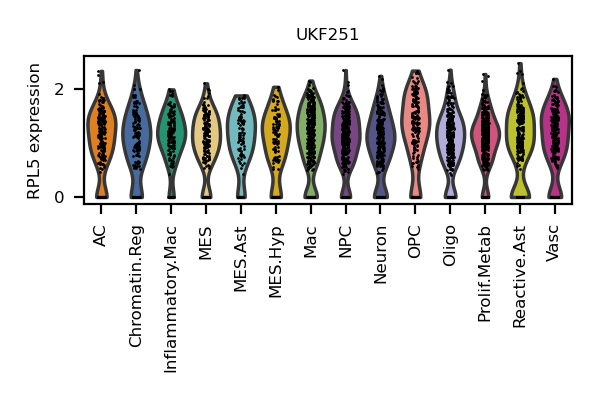 UKF251
RPL5 expression
2
0
AC
Chromatin.Reg
Inflammatory.Mac
MES
MES.Ast
MES.Hyp
Mac
NPC
Neuron
OPC
Oligo
Prolif.Metab
Reactive.Ast
Vasc